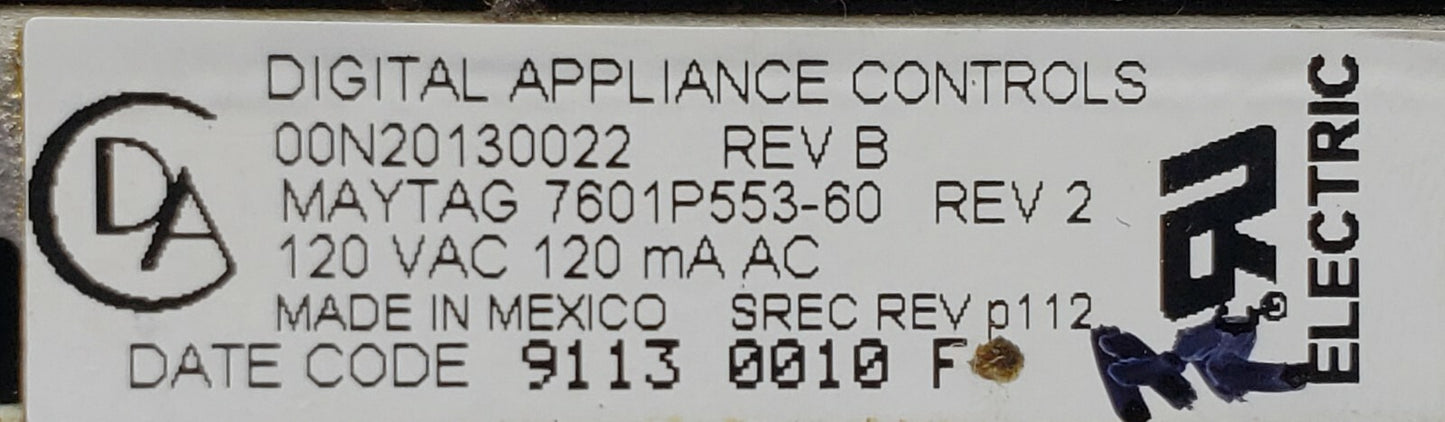 DIGITAL APPLIANCE CONTROLS
00N20130022 REV B
MAYTAG 7601P553-60 REV 2
120 VAC 120 mA AC
MADE IN MEXICO SREC REV p112
DATE CODE 9113 0010 F
DA
ELECTRIC